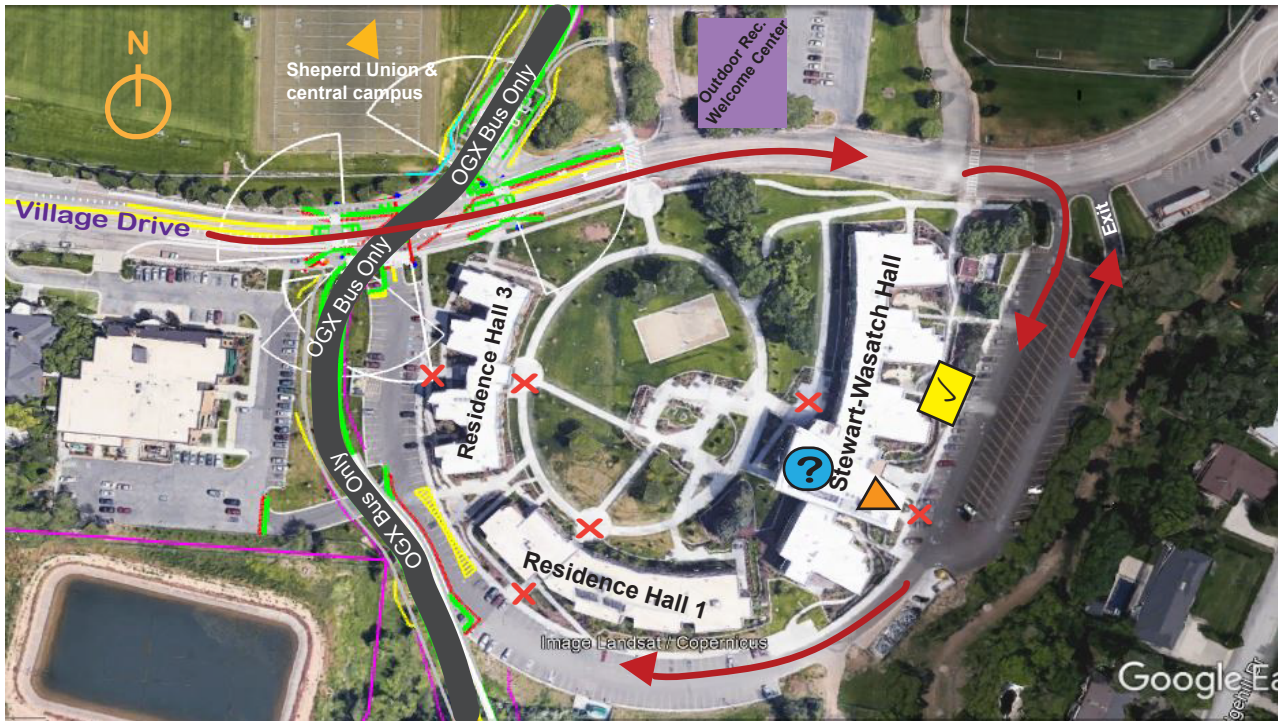 N
Sheperd Union &
central campus
OGX Bus Only
Outdoor Rec.
Welcome Center
Village Drive
Exit
OGX Bus Only
Residence Hall 3
Stewart-Wasatch Hall
?
OGX Bus Only
Residence Hall 1
Image Landsat / Copernicus
Google Ea